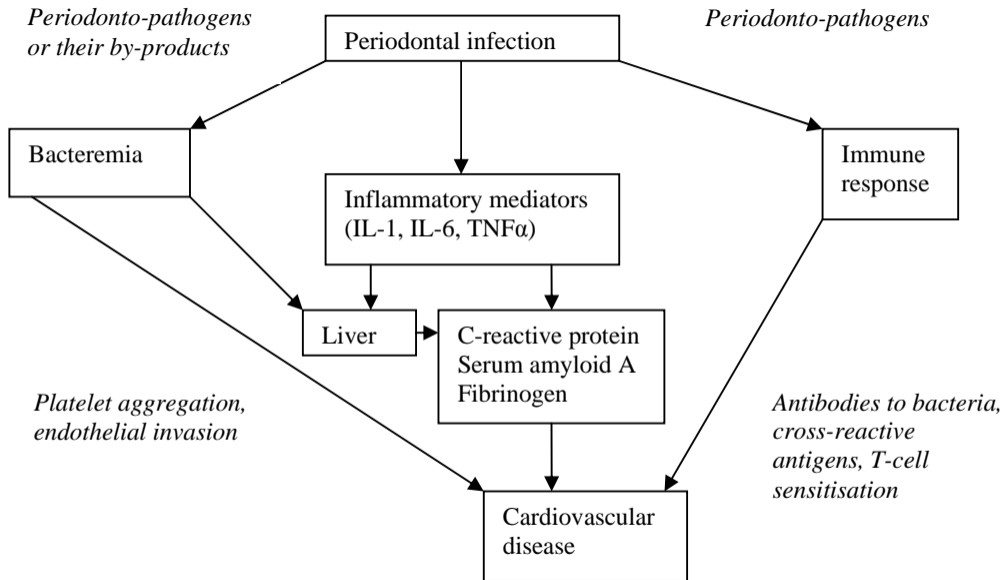 Periodonto-pathogens
or their by-products
Periodontal infection
Periodonto-pathogens
Bacteremia
Immune
response
Inflammatory mediators
(IL-1, IL-6, TNFα)
Liver
C-reactive protein
Serum amyloid A
Fibrinogen
Platelet aggregation,
endothelial invasion
Antibodies to bacteria,
cross-reactive
antigens, T-cell
sensitisation
Cardiovascular
disease